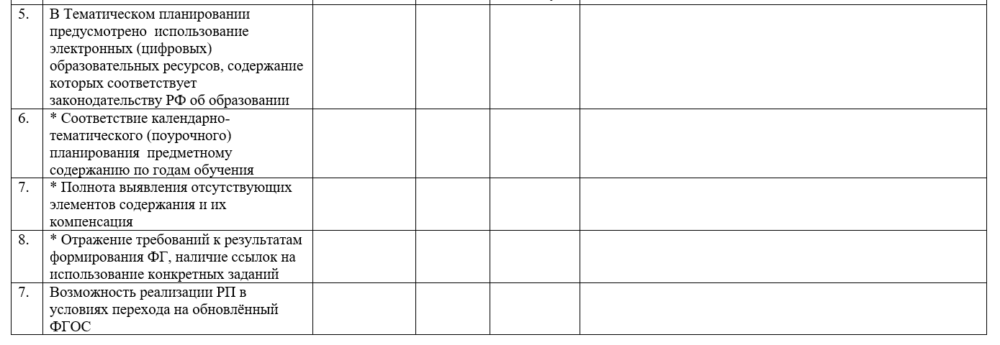 5. В Тематическом планировании
предусмотрено использование
электронных (цифровых)
образовательных ресурсов, содержание
которых соответствует
законодательству РФ об образовании
6. * Соответствие календарно-
тематического (поурочного)
планирования предметному
содержанию по годам обучения
7. * Полнота выявления отсутствующих
элементов содержания и их
компенсация
8. * Отражение требований к результатам
формирования ФГ, наличие ссылок на
использование конкретных заданий
7. Возможность реализации РП в
условиях перехода на обновлённый
ФГОС